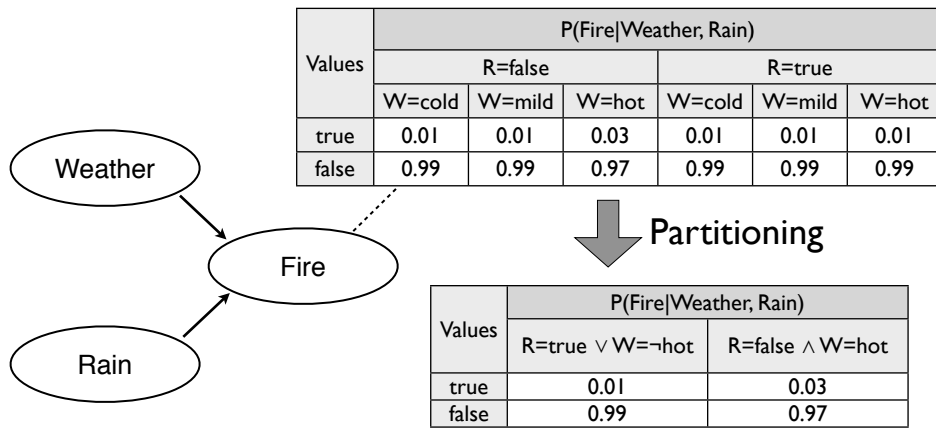 P(Fire|Weather, Rain)
Values
R=false R=true
W=cold W=mild W=hot W=cold W=mild W=hot
true 0.01 0.01 0.03 0.01 0.01 0.01
false 0.99 0.99 0.97 0.99 0.99 0.99
Weather
Partitioning
Fire
P(Fire|Weather, Rain)
Values
R=true ∨ W=¬hot R=false ∧ W=hot
Rain
true 0.01 0.03
false 0.99 0.97